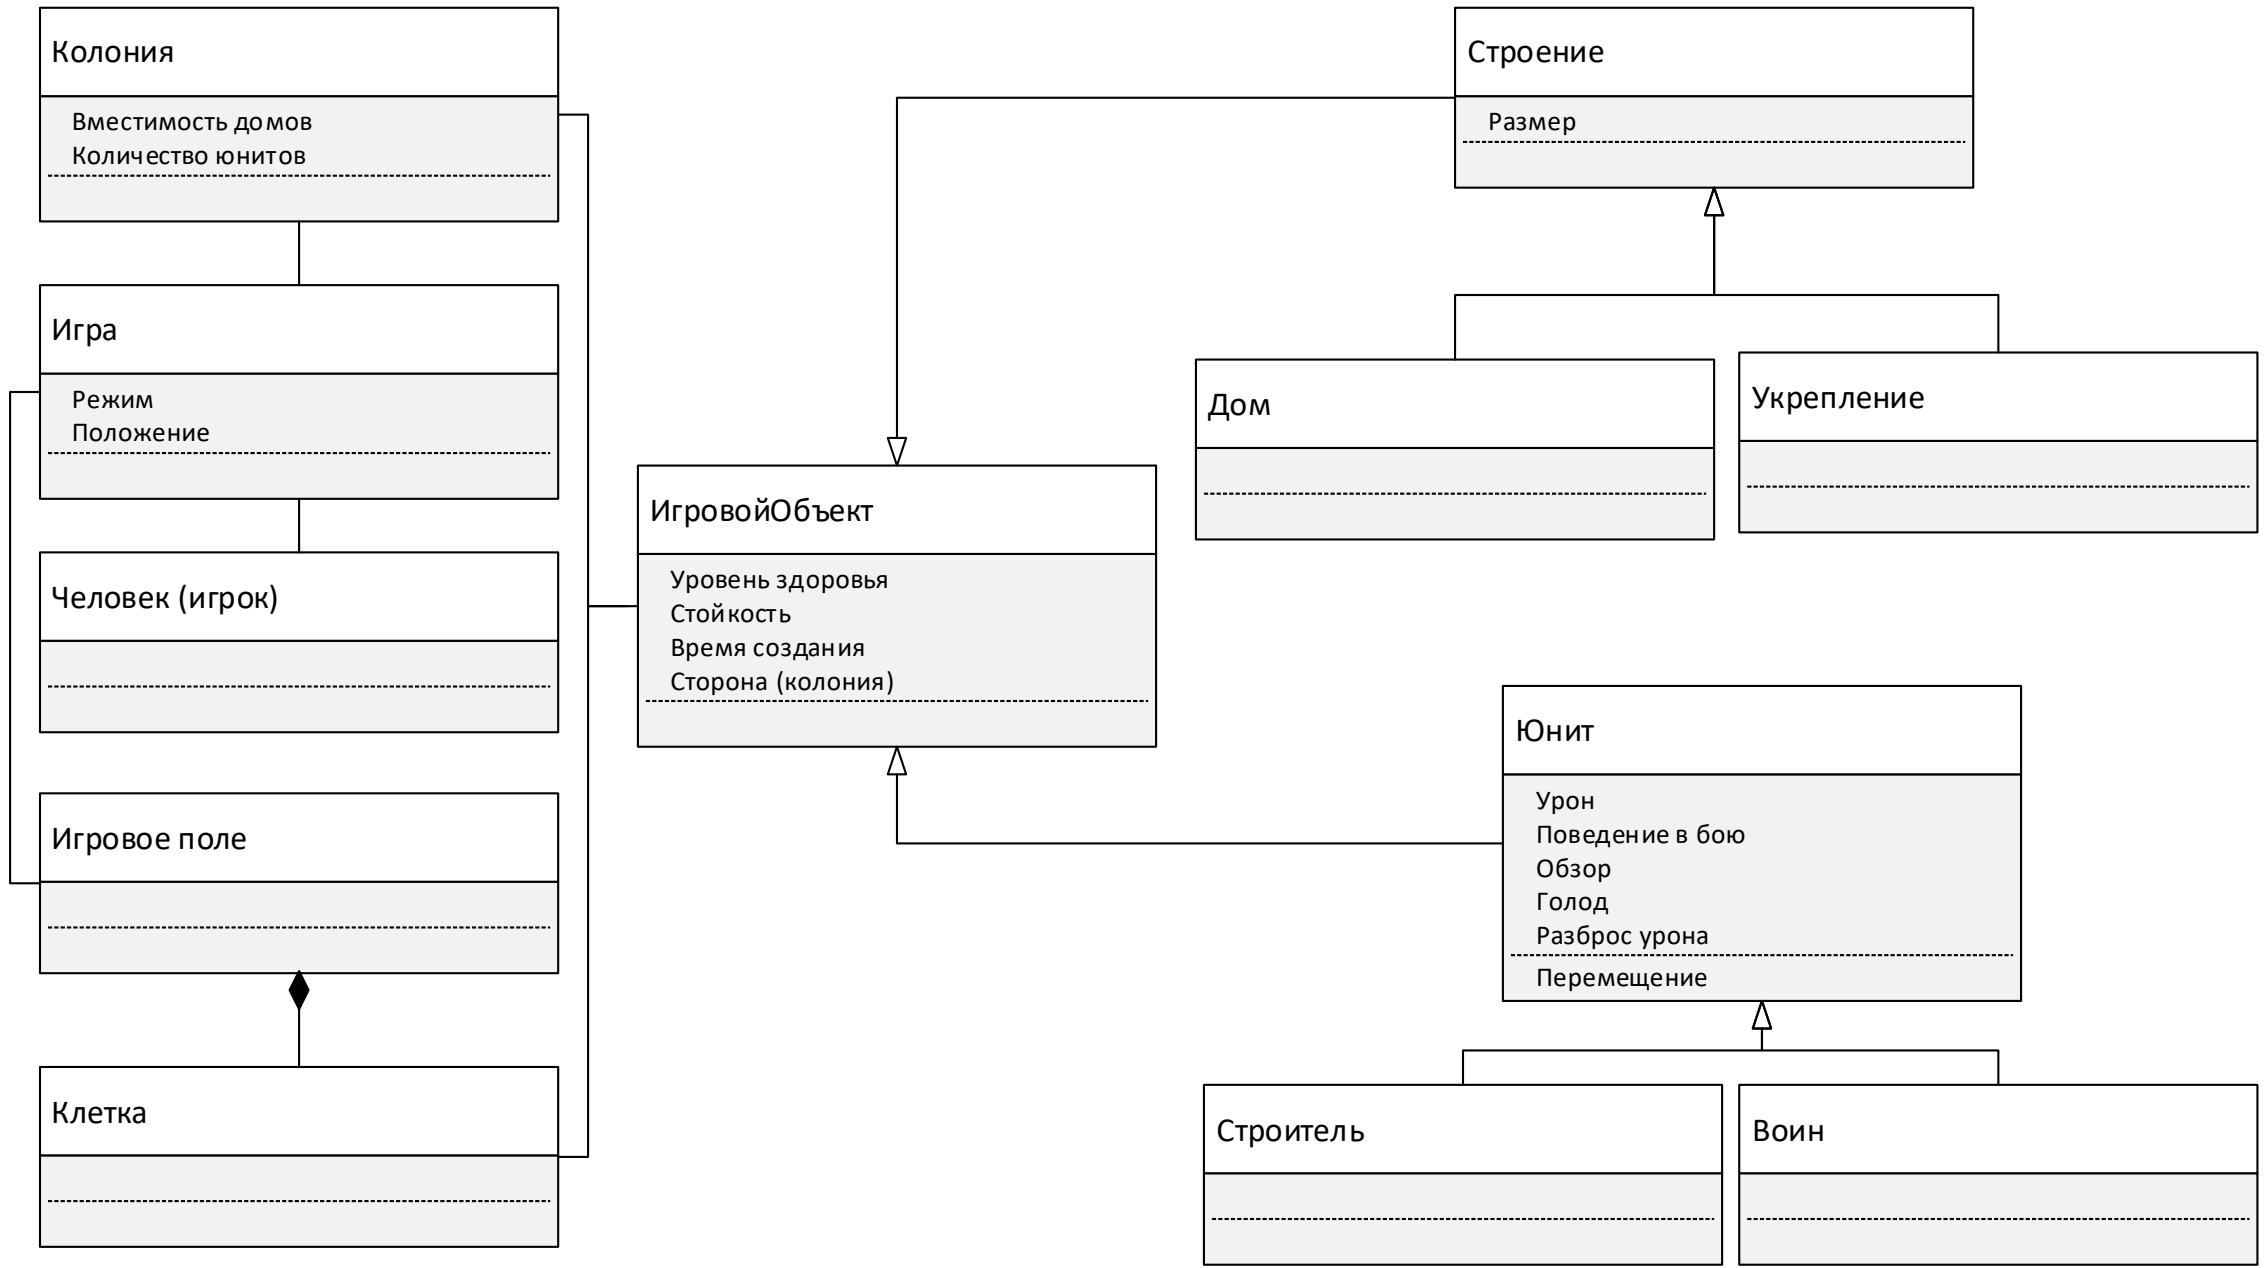 Колония
Вместимость домов
Количество юнитов
Игра
Режим
Положение
Человек (игрок)
Игровое поле
Клетка
ИгровойОбъект
Уровень здоровья
Стойкость
Время создания
Сторона (колония)
Строение
Размер
Дом
Укрепление
Юнит
Урон
Поведение в бою
Обзор
Голод
Разброс урона
Перемещение
Строитель
Воин